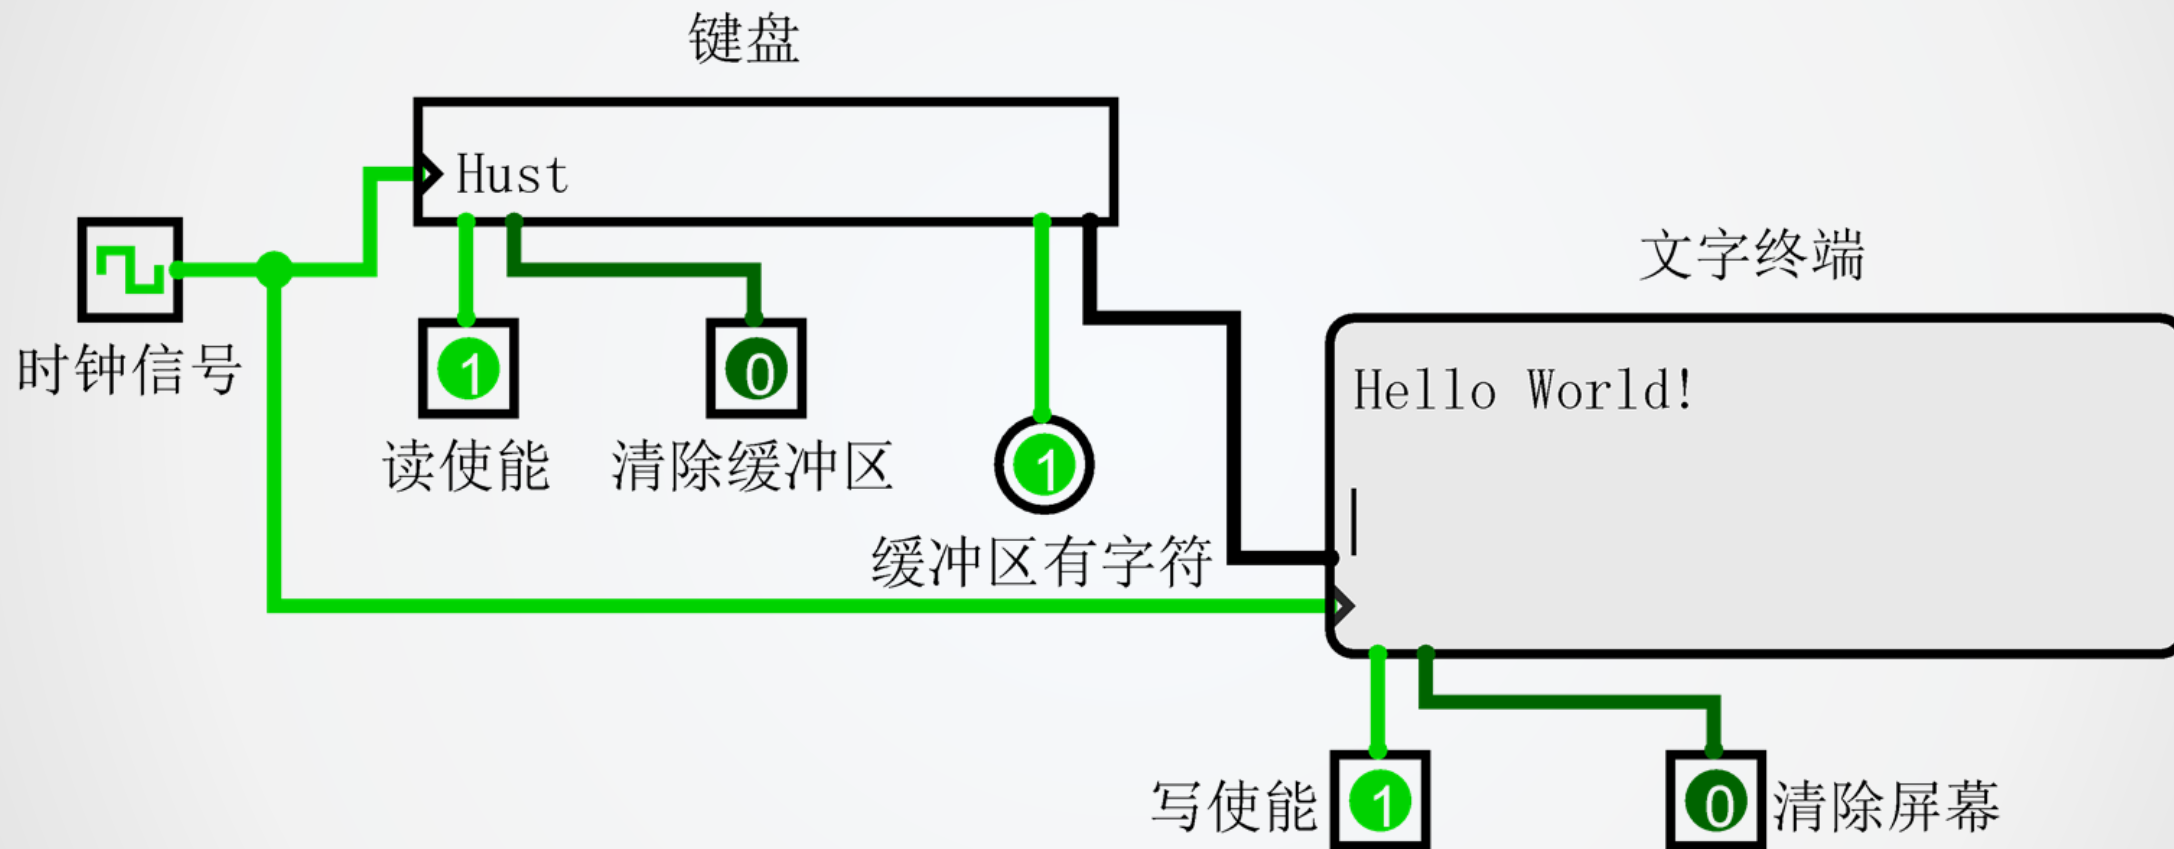 键盘
Hust
时钟信号
1
0
读使能
清除缓冲区
1
缓冲区有字符
文字终端
Hello World!
写使能
1
0
清除屏幕